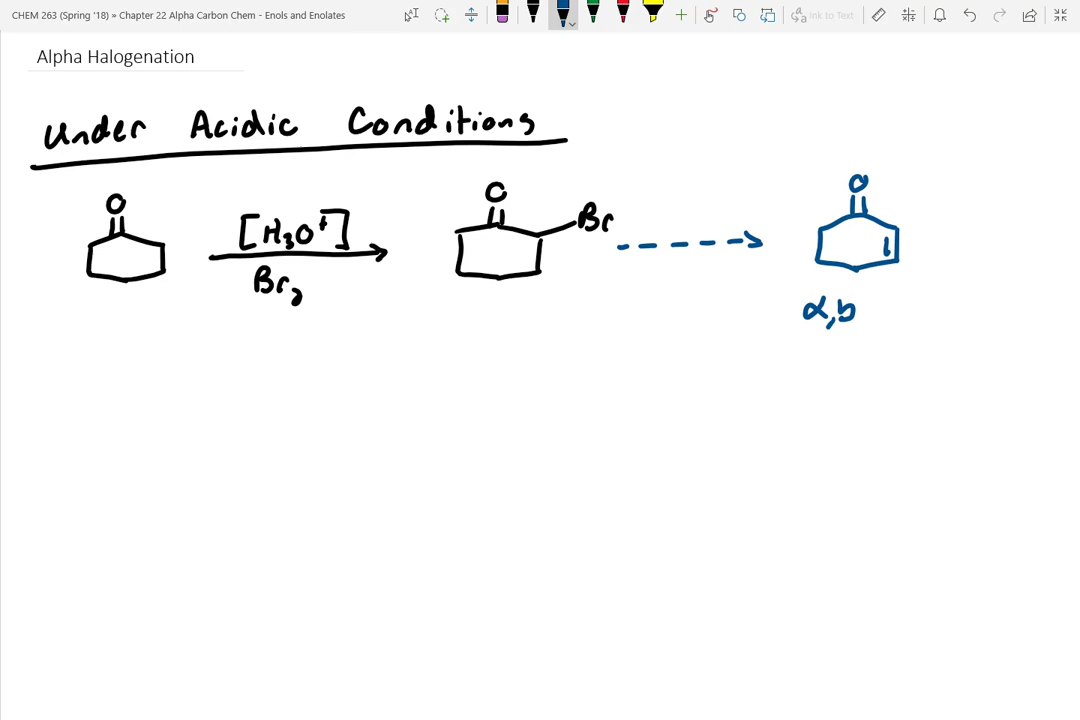 CHEM 263 (Spring '18) » Chapter 22 Alpha Carbon Chem - Enols and Enolates
Ink to Text
Alpha Halogenation
Under Acidic Conditions
O
[H₃O⁺]
Br₂
O
Br
O
α,b